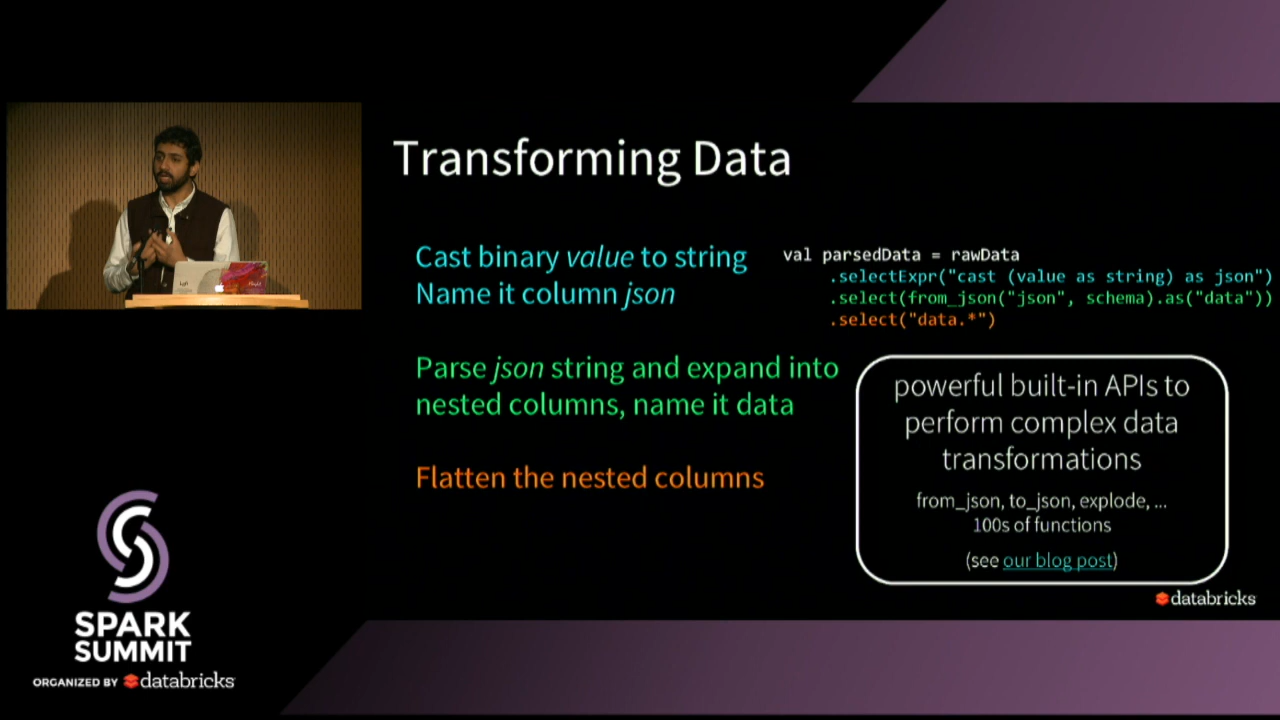 Transforming Data
Cast binary value to string
Name it column json
Parse json string and expand into
nested columns, name it data
Flatten the nested columns
val parsedData = rawData
.selectExpr("cast (value as string) as json")
.select(from_json("json", schema).as("data"))
.select("data.*")
powerful built-in APIs to
perform complex data
transformations
from_json, to_json, explode, ...
100s of functions
(see our blog post)
databricks
SPARK
SUMMIT
ORGANIZED BY databricks